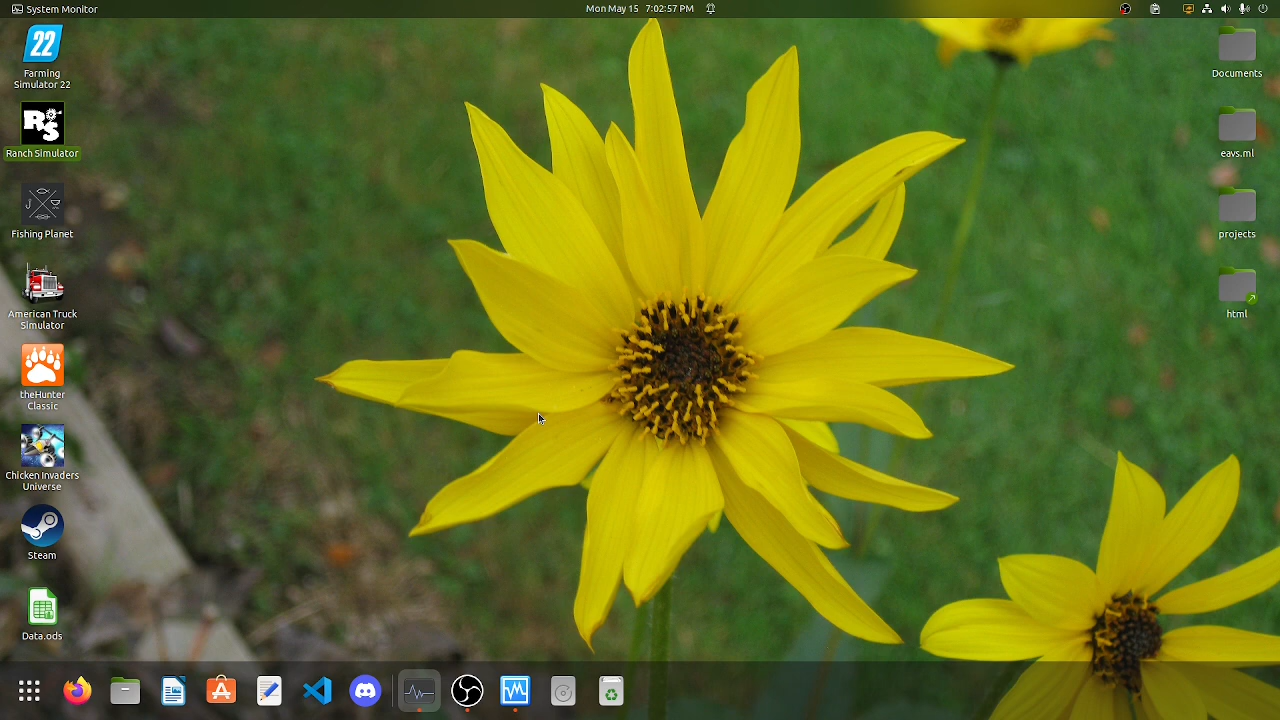 System Monitor
Mon May 15 7:02:57 PM
22
Farming
Simulator 22
RS
Ranch Simulator
Fishing Planet
American Truck
Simulator
theHunter
Classic
Chicken Invaders
Universe
Steam
Data.ods
Documents
eavs.ml
projects
html